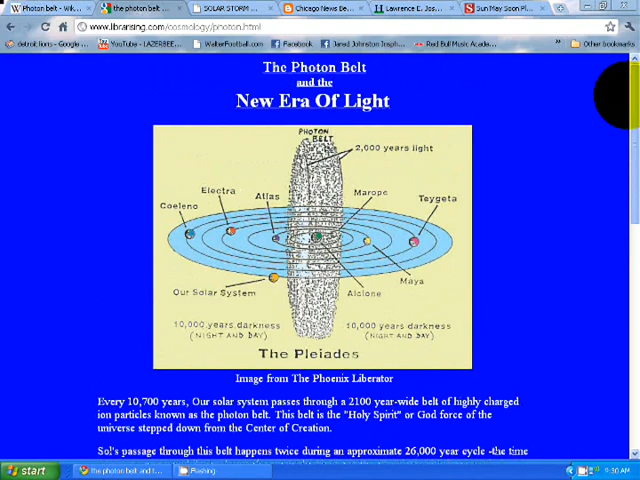 Photon belt - Wik...
the photon belt
SOLAR STORM
Chicago News Be...
Lawrence E. Jos...
Sun May Soon Pl...
www.librarising.com/cosmology/photon.html
detroit lions - Google ...
YouTube - LAZERBEE...
WalterFootball.com
Facebook
Jared Johnston Insiph...
Red Bull Music Acade...
Other bookmarks
The Photon Belt
and the
New Era Of Light
PHOTON
BELT
2,000 years light
Electra
Atlas
Marope
Teygeta
Coeleno
Maya
Our Solar System
Alcione
10,000 years darkness
(NIGHT AND DAY)
10,000 years darkness
(NIGHT AND DAY)
The Pleiades
Image from The Phoenix Liberator
Every 10,700 years, Our solar system passes through a 2100 year-wide belt of highly charged
ion particles known as the photon belt. This belt is the "Holy Spirit" or God force of the
universe stepped down from the Center of Creation.
Sol's passage through this belt happens twice during an approximate 26,000 year cycle -the time
start
the photon belt and t...
Flashing
9:30 AM